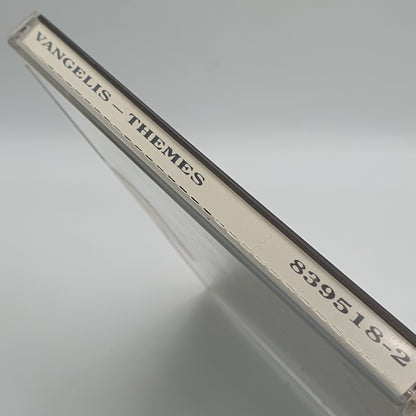 VANGELIS – THEMES 839518-2